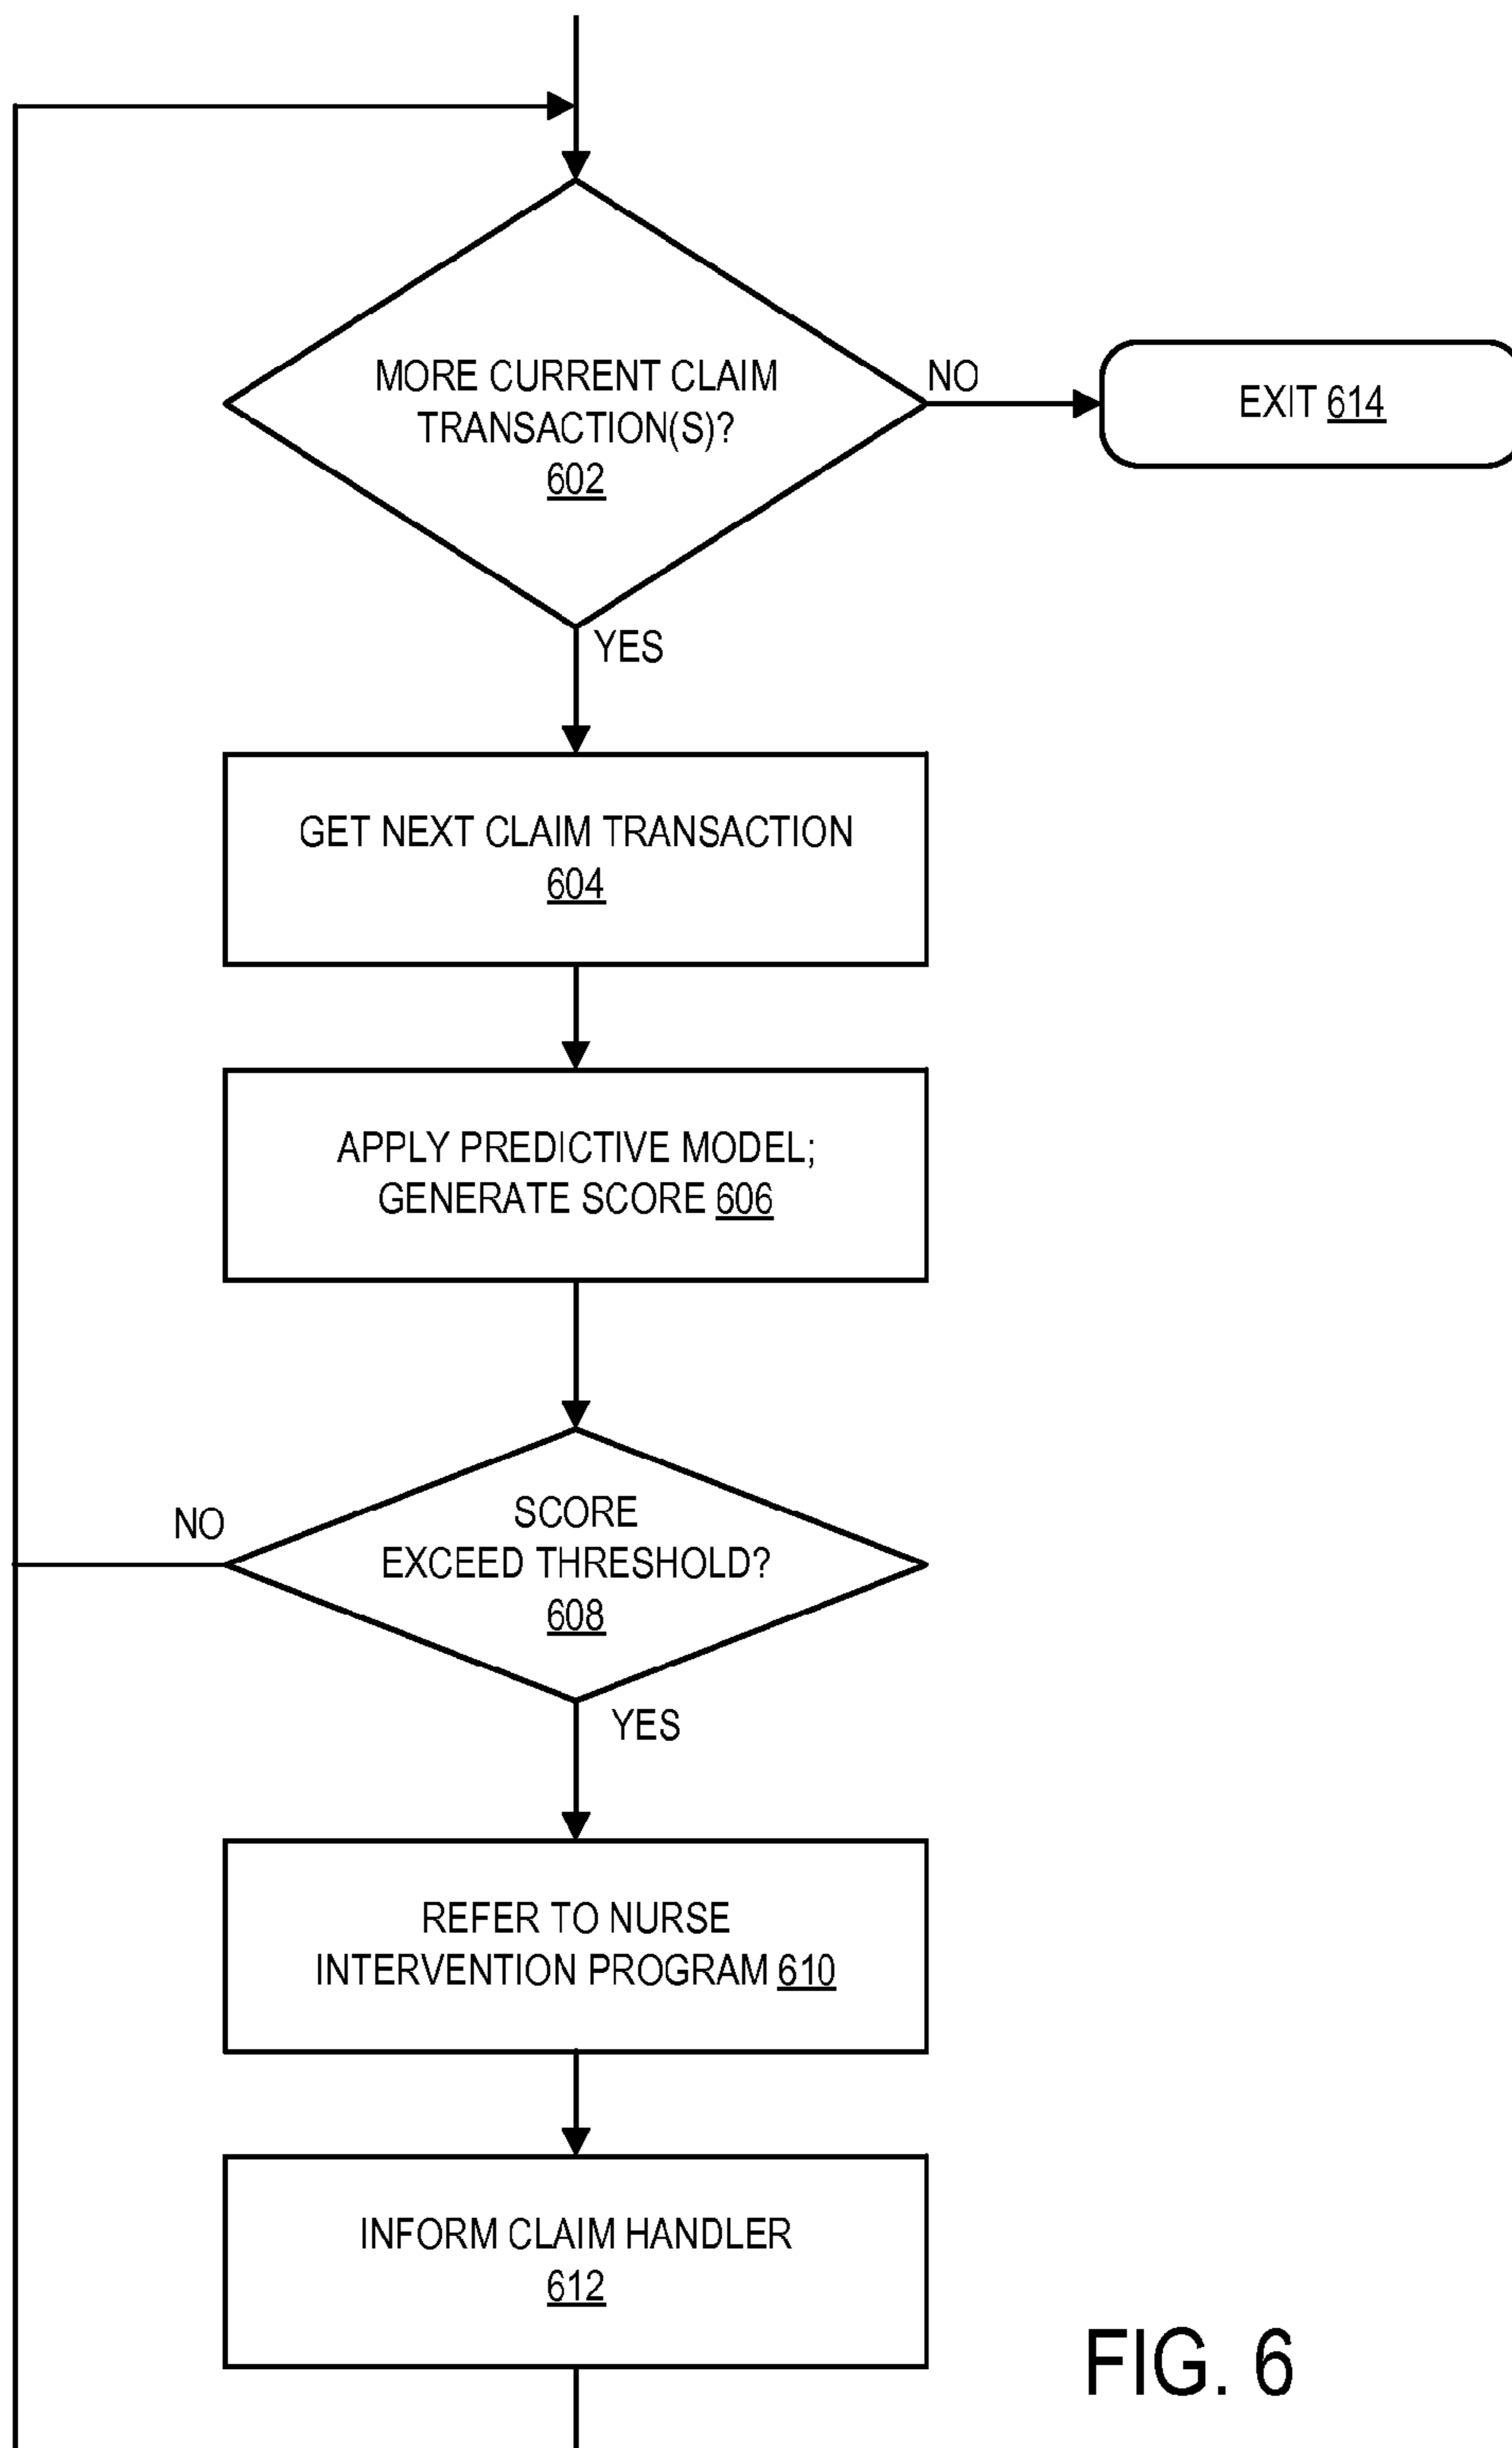 MORE CURRENT CLAIM
TRANSACTION(S)?
602
NO
EXIT 614
YES
GET NEXT CLAIM TRANSACTION
604
APPLY PREDICTIVE MODEL;
GENERATE SCORE 606
NO
SCORE
EXCEED THRESHOLD?
608
YES
REFER TO NURSE
INTERVENTION PROGRAM 610
INFORM CLAIM HANDLER
612
FIG. 6